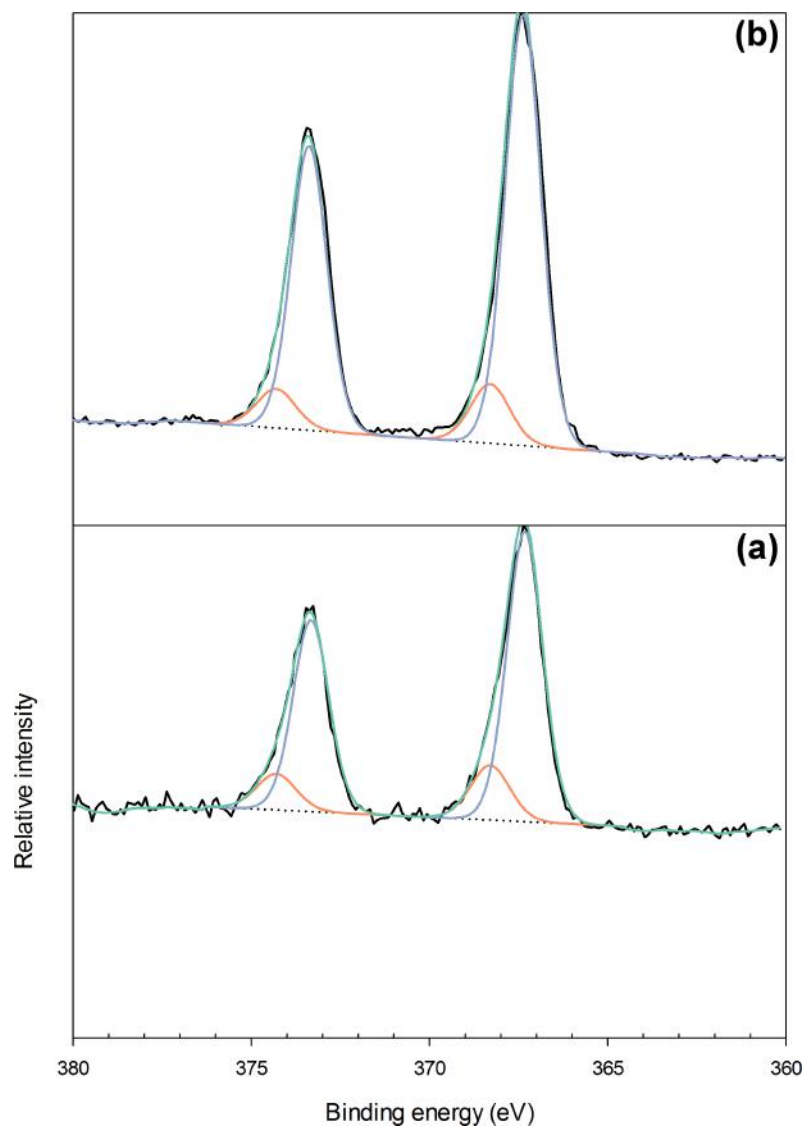 (b)
(a)
Relative intensity
380
375
370
365
360
Binding energy (eV)